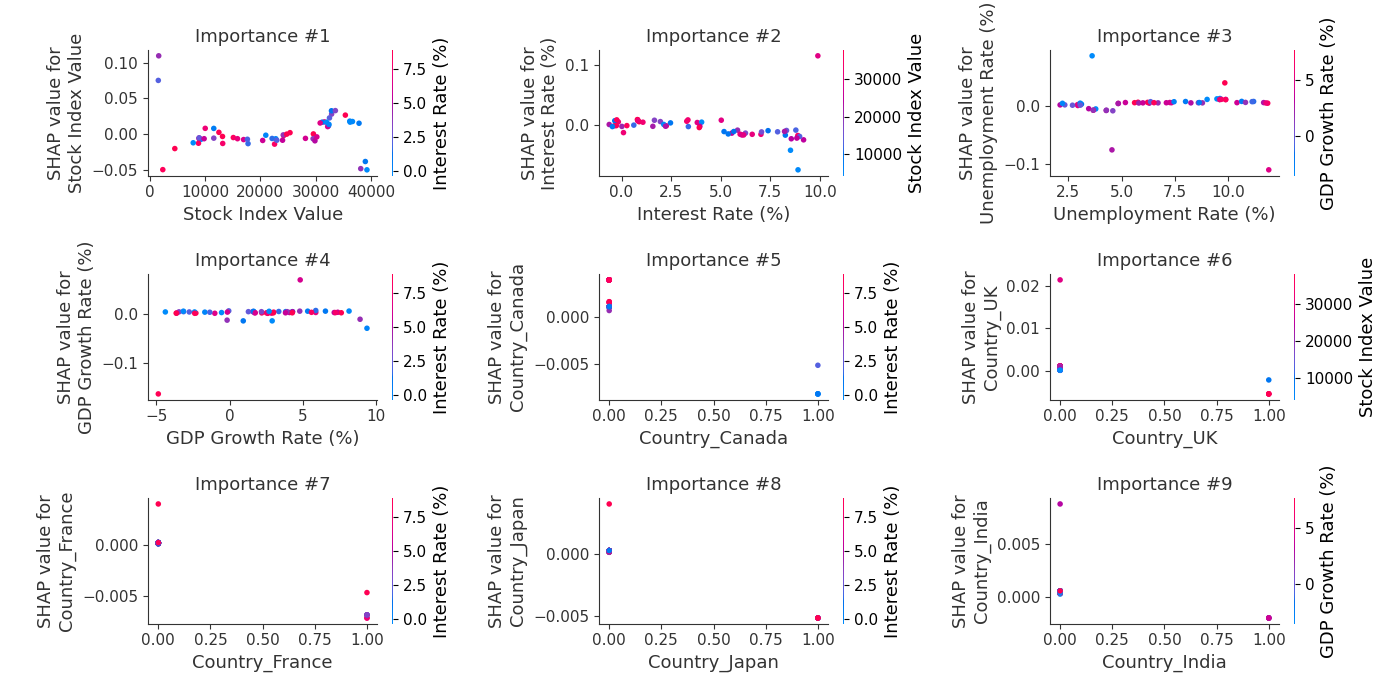 Importance #1
SHAP value for
Stock Index Value
0.10
0.05
0.00
−0.05
0
10000
20000
30000
40000
Stock Index Value
7.5
5.0
2.5
0.0
Interest Rate (%)
Importance #2
SHAP value for
Interest Rate (%)
0.1
0.0
0.0
2.5
5.0
7.5
10.0
Interest Rate (%)
30000
20000
10000
Stock Index Value
Importance #3
SHAP value for
Unemployment Rate (%)
0.0
−0.1
2.5
5.0
7.5
10.0
Unemployment Rate (%)
5
0
GDP Growth Rate (%)
Importance #4
SHAP value for
GDP Growth Rate (%)
0.0
−0.1
−5
0
5
10
GDP Growth Rate (%)
7.5
5.0
2.5
0.0
Interest Rate (%)
Importance #5
SHAP value for
Country_Canada
0.000
−0.005
0.00
0.25
0.50
0.75
1.00
Country_Canada
7.5
5.0
2.5
0.0
Interest Rate (%)
Importance #6
SHAP value for
Country_UK
0.02
0.01
0.00
0.00
0.25
0.50
0.75
1.00
Country_UK
30000
20000
10000
Stock Index Value
Importance #7
SHAP value for
Country_France
0.000
−0.005
0.00
0.25
0.50
0.75
1.00
Country_France
7.5
5.0
2.5
0.0
Interest Rate (%)
Importance #8
SHAP value for
Country_Japan
0.000
−0.005
0.00
0.25
0.50
0.75
1.00
Country_Japan
7.5
5.0
2.5
0.0
Interest Rate (%)
Importance #9
SHAP value for
Country_India
0.005
0.000
0.00
0.25
0.50
0.75
1.00
Country_India
5
0
GDP Growth Rate (%)